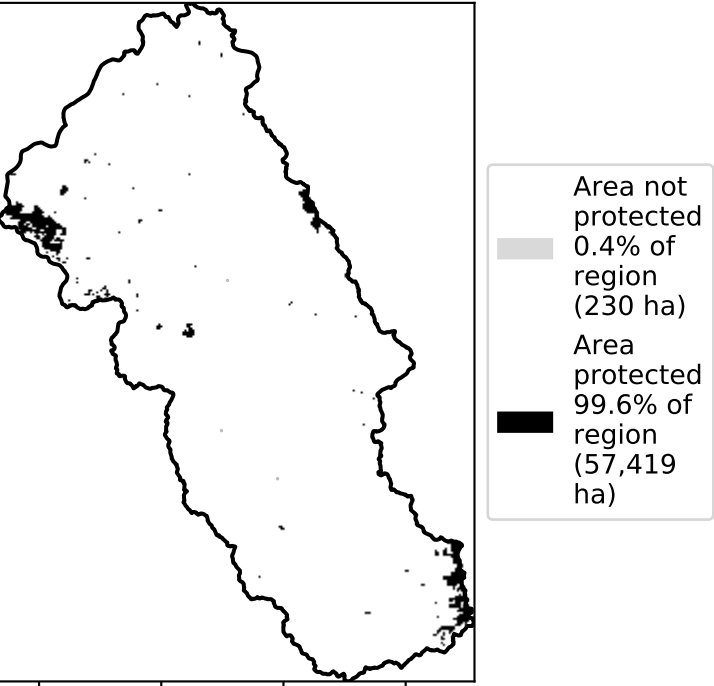 Area not
protected
0.4% of
region
(230 ha)
Area
protected
99.6% of
region
(57,419
ha)